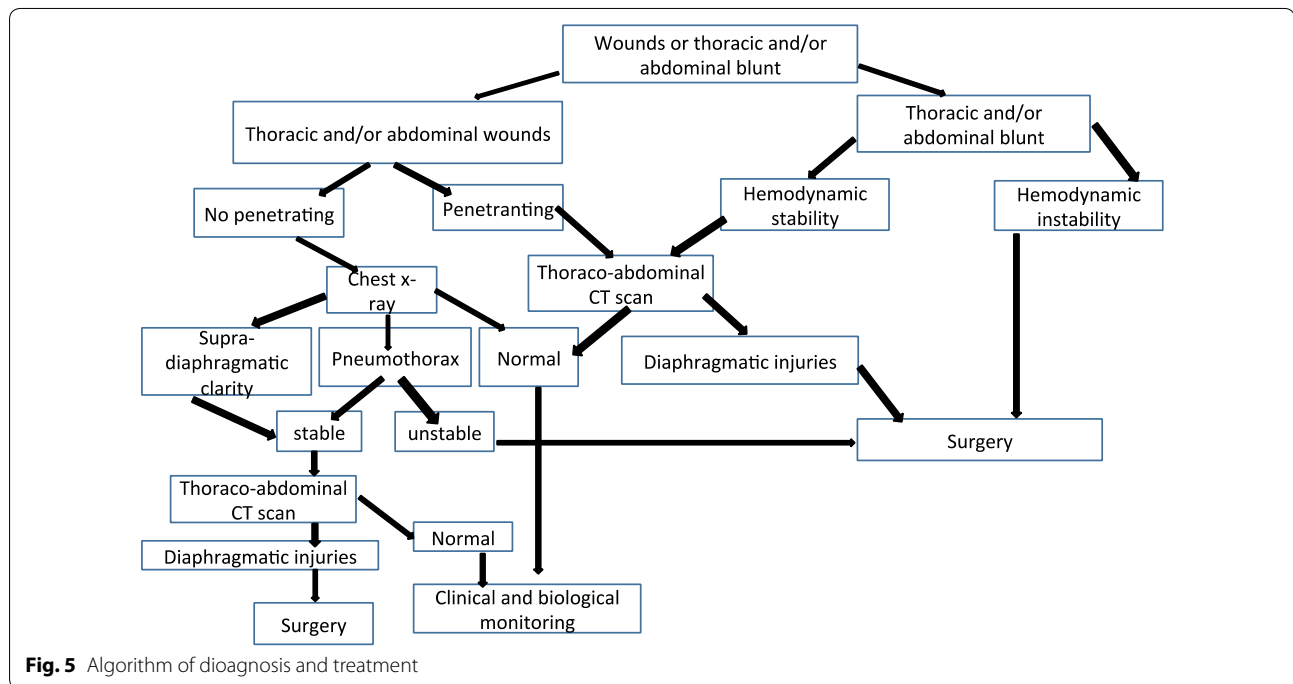 Wounds or thoracic and/or
abdominal blunt
Thoracic and/or abdominal wounds
Thoracic and/or
abdominal blunt
No penetrating
Penetranting
Hemodynamic
stability
Hemodynamic
instability
Chest x-
ray
Thoraco-abdominal
CT scan
Supra-
diaphragmatic
clarity
Pneumothorax
Normal
Diaphragmatic injuries
stable
unstable
Surgery
Thoraco-abdominal
CT scan
Normal
Diaphragmatic injuries
Clinical and biological
monitoring
Surgery
Fig. 5 Algorithm of dioagnosis and treatment